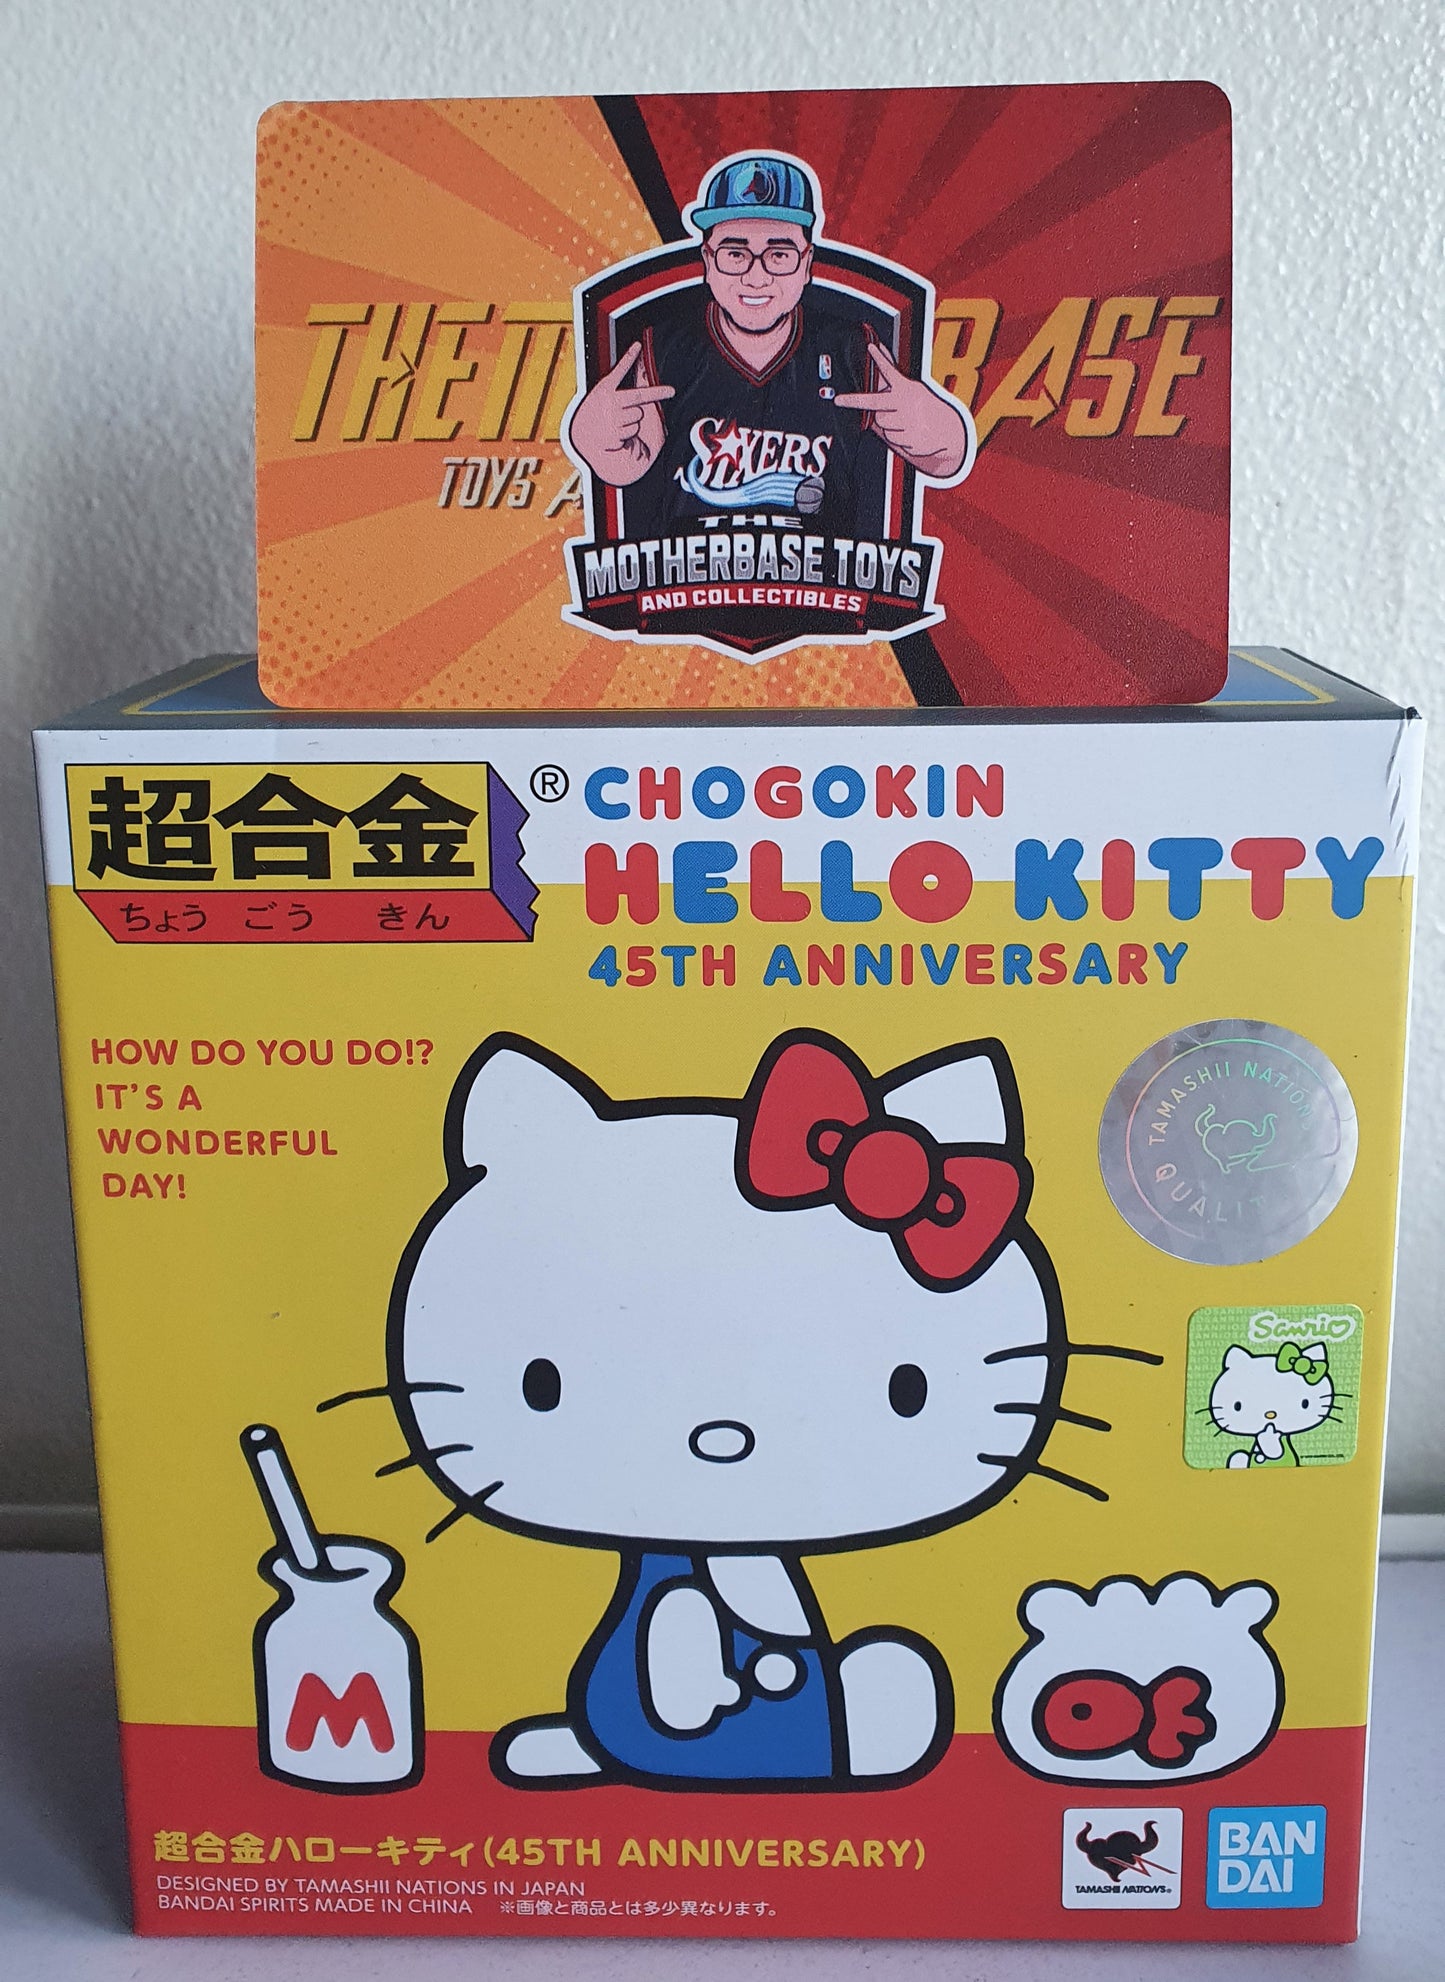 THEM
BASE
TOYS A
SIXERS
THE
MOTHERBASE TOYS
AND COLLECTIBLES
超合金
ちょう ごう きん
®
CHOGOKIN
HELLO KITTY
45TH ANNIVERSARY
HOW DO YOU DO!?
IT'S A
WONDERFUL
DAY!
TAMASHII NATIONS
QUALITY
Sanrio
M
OF
超合金ハローキティ(45TH ANNIVERSARY)
DESIGNED BY TAMASHII NATIONS IN JAPAN
BANDAI SPIRITS MADE IN CHINA ※画像と商品とは多少異なります。
TAMASHII NATIONS®
BAN
DAI